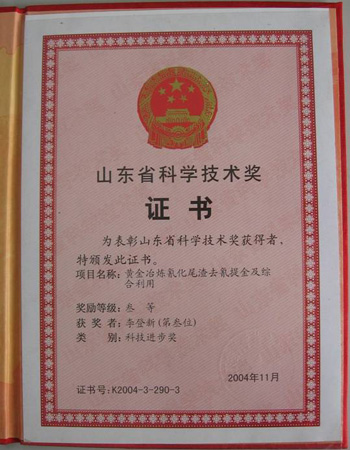 山东省科学技术奖
证书
为表彰山东省科学技术奖获得者，
特颁发此证书。
项目名称：黄金冶炼氰化尾渣去氰提金及综
合利用
奖励等级：叁 等
获 奖 者：李登新(第叁位)
类 别：科技进步奖
2004年11月
证书号：K2004-3-290-3